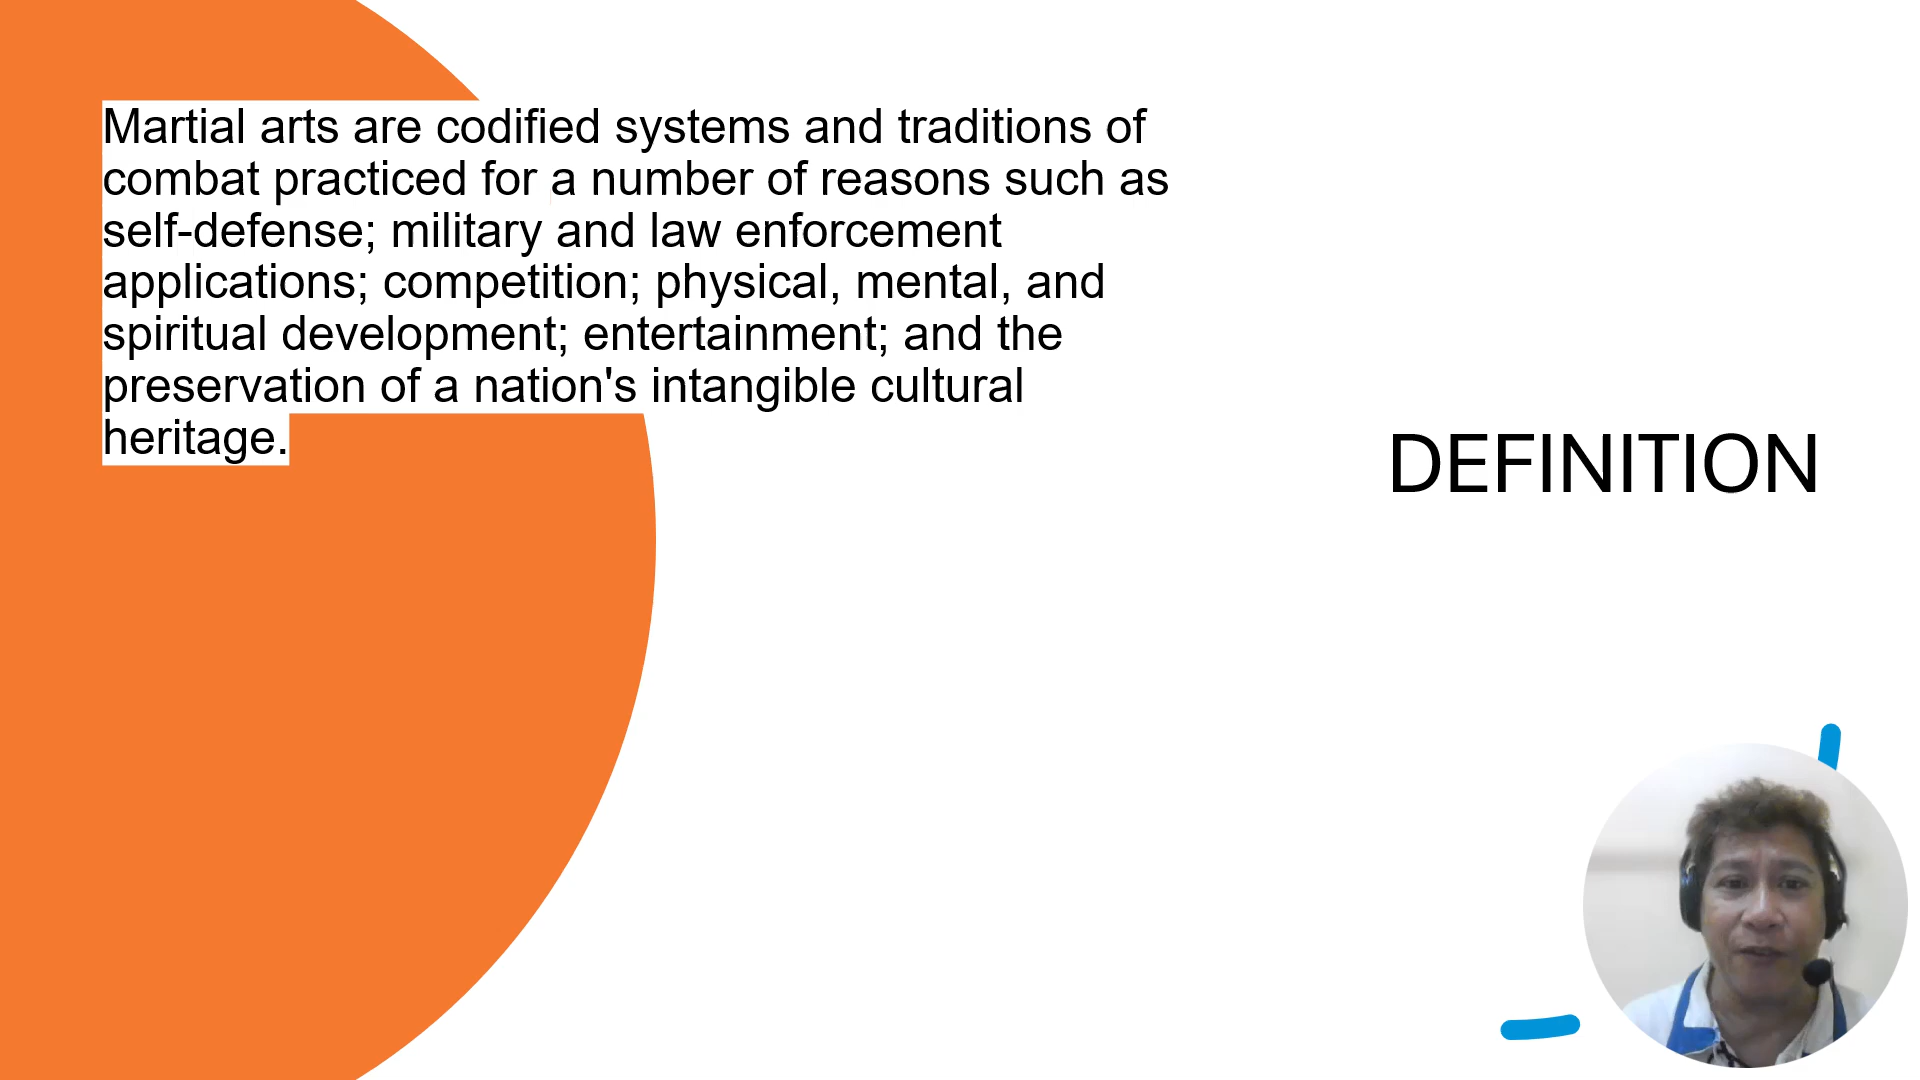 Martial arts are codified systems and traditions of
combat practiced for a number of reasons such as
self-defense; military and law enforcement
applications; competition; physical, mental, and
spiritual development; entertainment; and the
preservation of a nation's intangible cultural
heritage.
DEFINITION